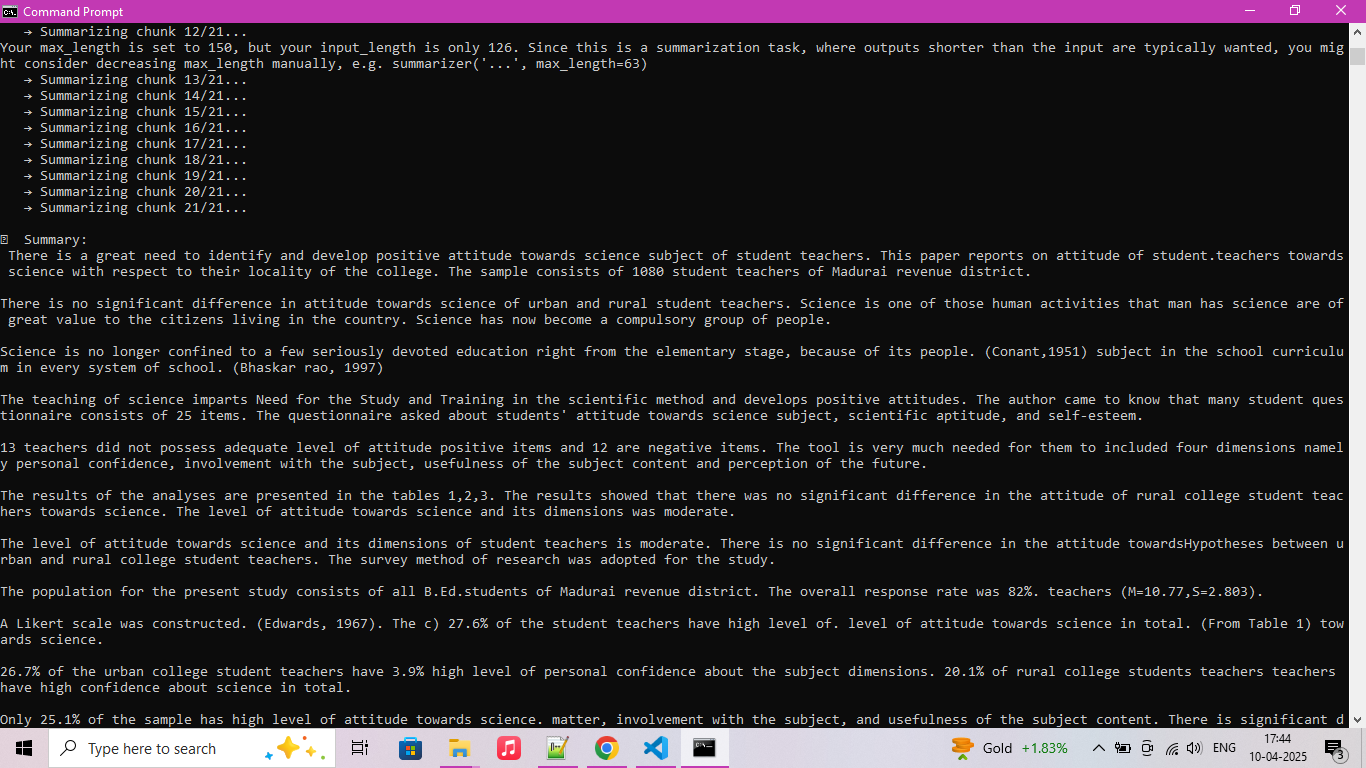 Command Prompt
→ Summarizing chunk 12/21...
Your max_length is set to 150, but your input_length is only 126. Since this is a summarization task, where outputs shorter than the input are typically wanted, you mig
ht consider decreasing max_length manually, e.g. summarizer('...', max_length=63)
→ Summarizing chunk 13/21...
→ Summarizing chunk 14/21...
→ Summarizing chunk 15/21...
→ Summarizing chunk 16/21...
→ Summarizing chunk 17/21...
→ Summarizing chunk 18/21...
→ Summarizing chunk 19/21...
→ Summarizing chunk 20/21...
→ Summarizing chunk 21/21...
Summary:
There is a great need to identify and develop positive attitude towards science subject of student teachers. This paper reports on attitude of student.teachers towards
science with respect to their locality of the college. The sample consists of 1080 student teachers of Madurai revenue district.
There is no significant difference in attitude towards science of urban and rural student teachers. Science is one of those human activities that man has science are of
great value to the citizens living in the country. Science has now become a compulsory group of people.
Science is no longer confined to a few seriously devoted education right from the elementary stage, because of its people. (Conant,1951) subject in the school curriculu
m in every system of school. (Bhaskar rao, 1997)
The teaching of science imparts Need for the Study and Training in the scientific method and develops positive attitudes. The author came to know that many student ques
tionnaire consists of 25 items. The questionnaire asked about students' attitude towards science subject, scientific aptitude, and self-esteem.
13 teachers did not possess adequate level of attitude positive items and 12 are negative items. The tool is very much needed for them to included four dimensions namel
y personal confidence, involvement with the subject, usefulness of the subject content and perception of the future.
The results of the analyses are presented in the tables 1,2,3. The results showed that there was no significant difference in the attitude of rural college student teac
hers towards science. The level of attitude towards science and its dimensions was moderate.
The level of attitude towards science and its dimensions of student teachers is moderate. There is no significant difference in the attitude towardsHypotheses between u
rban and rural college student teachers. The survey method of research was adopted for the study.
The population for the present study consists of all B.Ed.students of Madurai revenue district. The overall response rate was 82%. teachers (M=10.77,S=2.803).
A Likert scale was constructed. (Edwards, 1967). The c) 27.6% of the student teachers have high level of. level of attitude towards science in total. (From Table 1) tow
ards science.
26.7% of the urban college student teachers have 3.9% high level of personal confidence about the subject dimensions. 20.1% of rural college students teachers teachers
have high confidence about science in total.
Only 25.1% of the sample has high level of attitude towards science. matter, involvement with the subject, and usefulness of the subject content. There is significant d
Type here to search
Gold +1.83%
ENG
17:44
10-04-2025
3